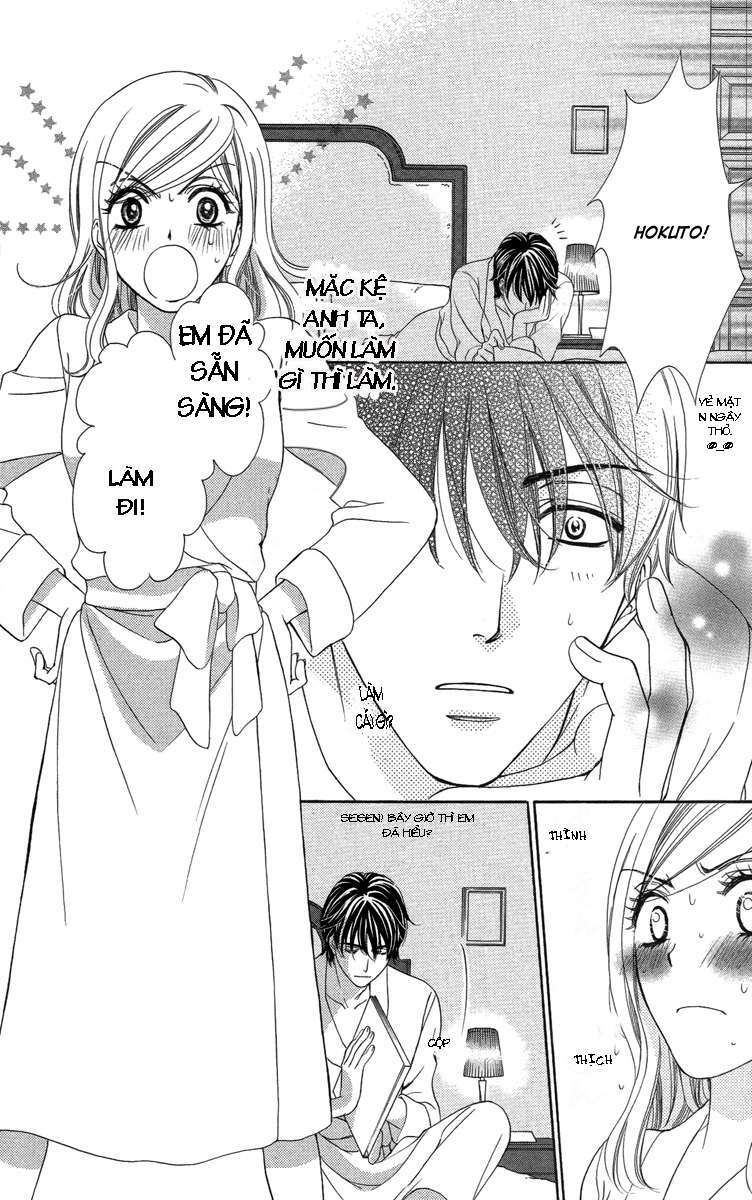 HOKUTO!
MẶC KỆ
ANH TA,
MUỐN LÀM
GÌ THÌ LÀM.
EM ĐÃ
SẴN
SÀNG!
LÀM
ĐI!
VẺ MẶT
N NGÂY
THƠ.
@_@
LÀM
CÁI GÌ?
THÌNH
THỊCH
BÂY GIỜ THÌ EM
ĐÃ HIỂU?
CỘP